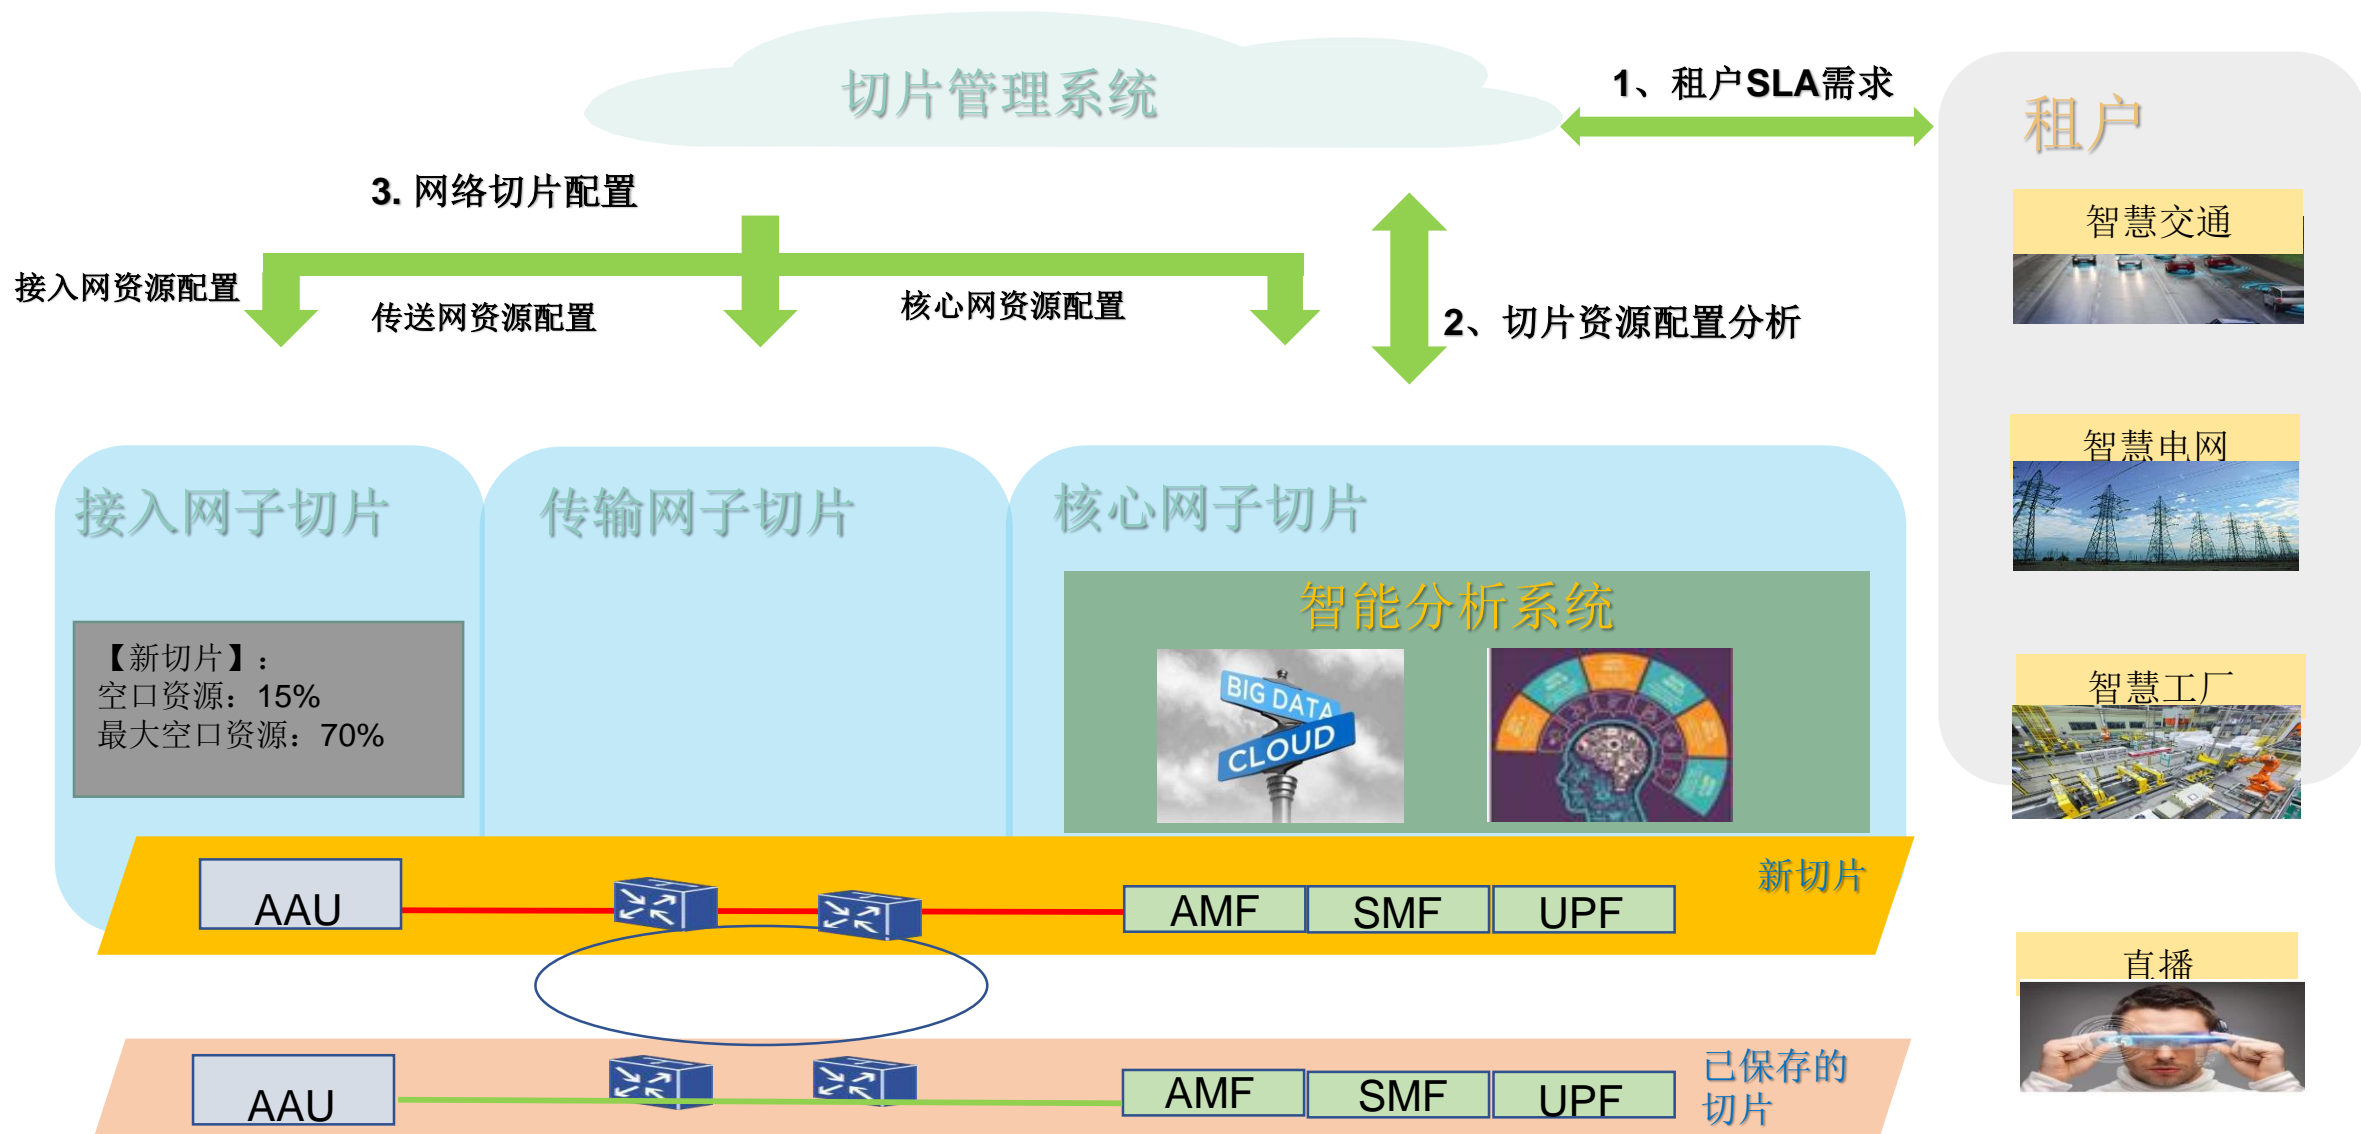 切片管理系统
1、租户SLA需求
租户
3. 网络切片配置
智慧交通
接入网资源配置
传送网资源配置
核心网资源配置
2、切片资源配置分析
智慧电网
接入网子切片
传输网子切片
核心网子切片
智能分析系统
【新切片】:
空口资源:15%
最大空口资源:70%
BIG DATA
CLOUD
智慧工厂
新切片
AAU
AMF
SMF
UPF
直播
已保存的
切片
AAU
AMF
SMF
UPF